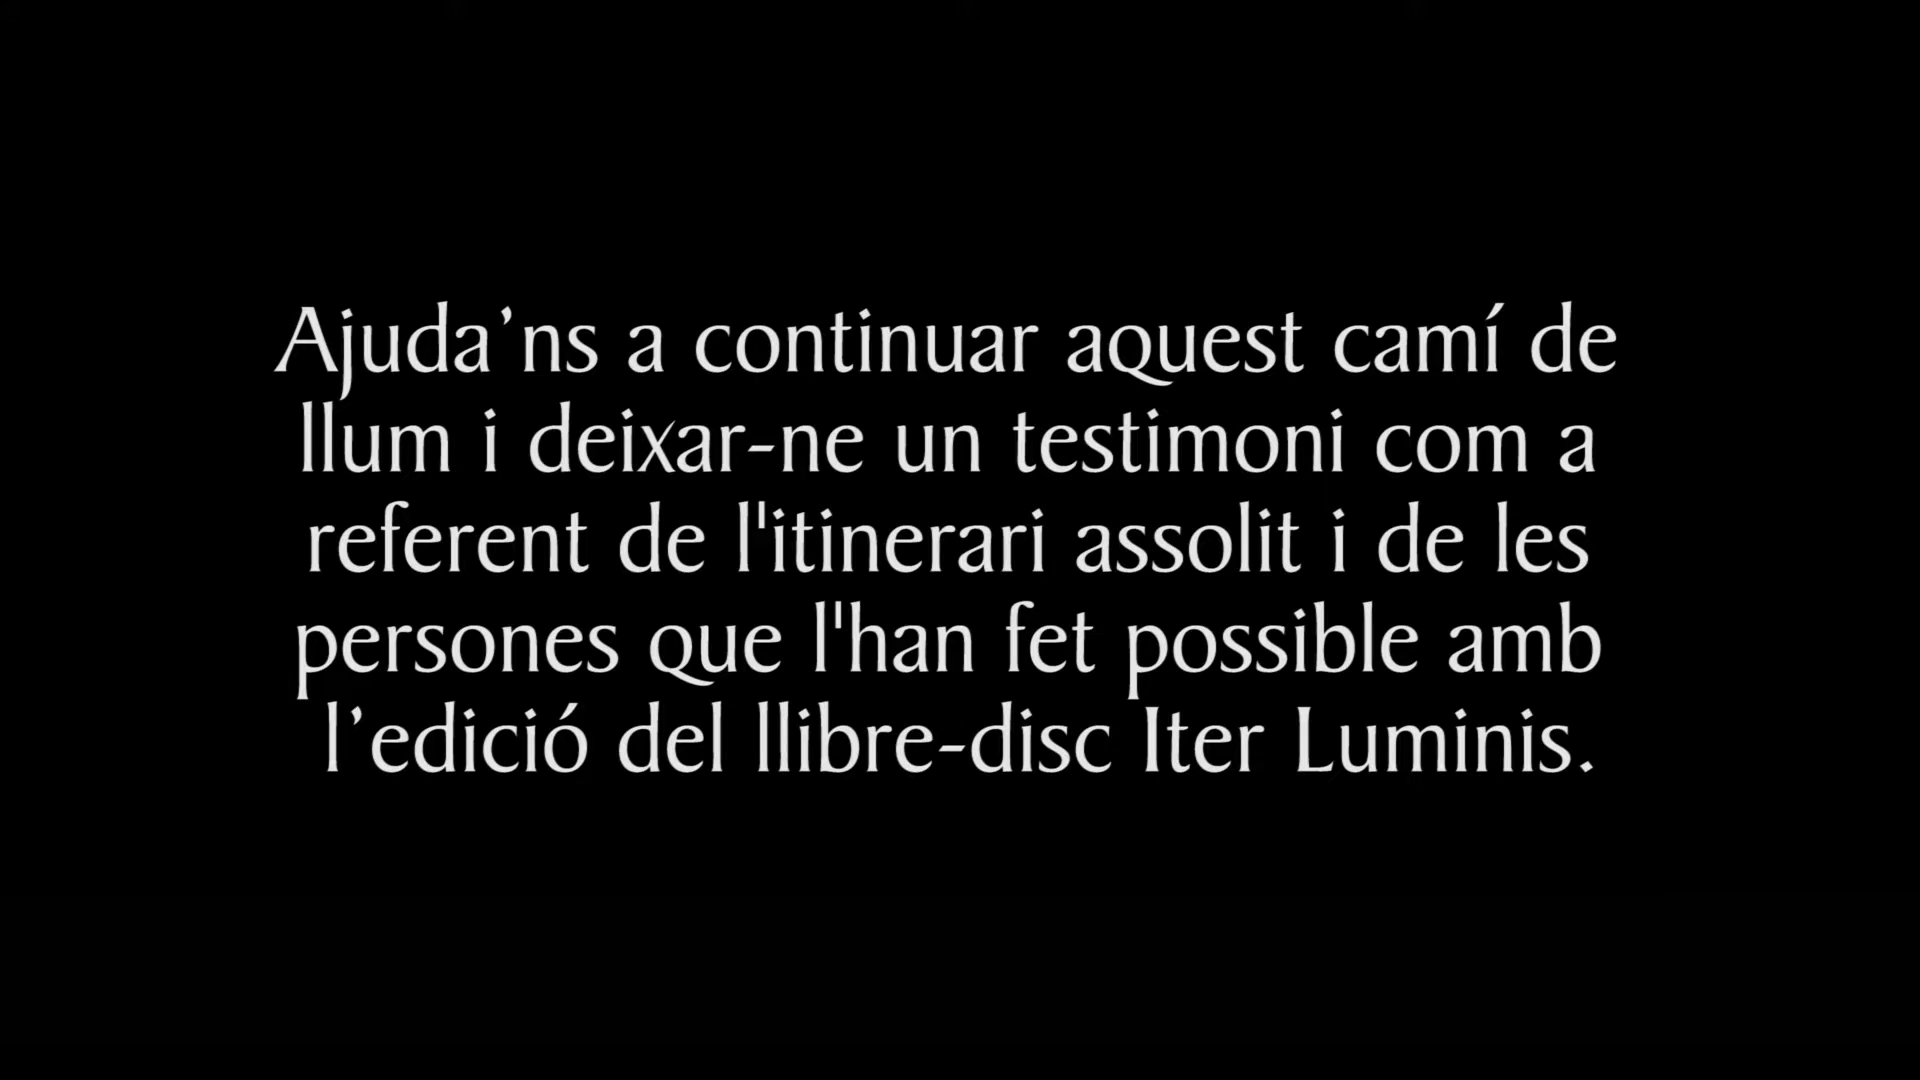 Ajuda’ns a continuar aquest camí de
llum i deixar-ne un testimoni com a
referent de l'itinerari assolit i de les
persones que l'han fet possible amb
l’edició del llibre-disc Iter Luminis.